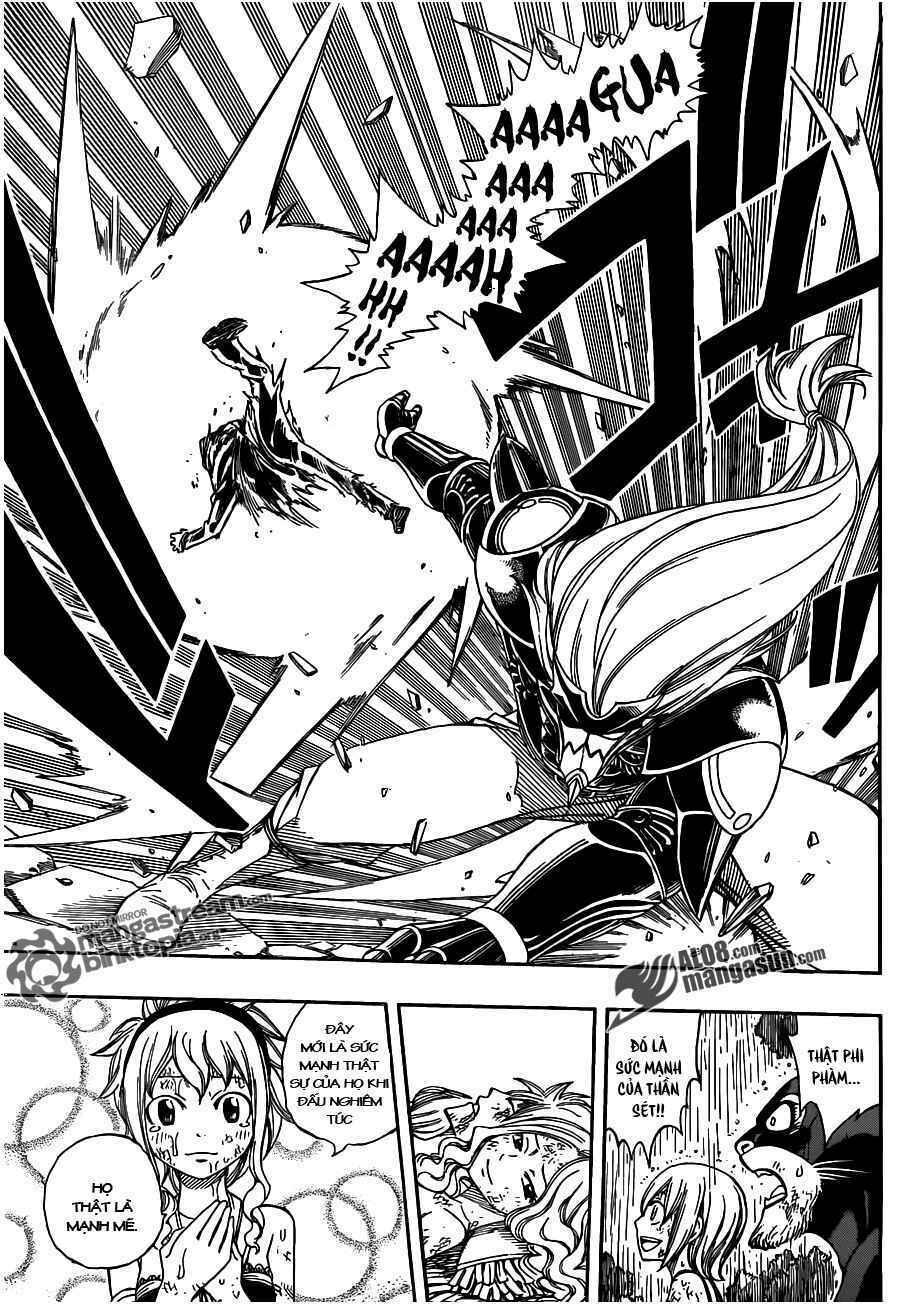 GUA
AAAA
AAA
AAA
AAAAH
HH
!!
DO NOT MIRROR
mangastream.com
binktopia.org
ALO8.com
mangasun.com
THẬT PHI
PHÀM...
ĐÓ LÀ
SỨC MẠNH
CỦA THẦN
SÉT!!
ĐÂY
MỚI LÀ SỨC
MẠNH THẬT
SỰ CỦA HỌ KHI
ĐẤU NGHIÊM
TÚC
HỌ
THẬT LÀ
MẠNH MẼ.